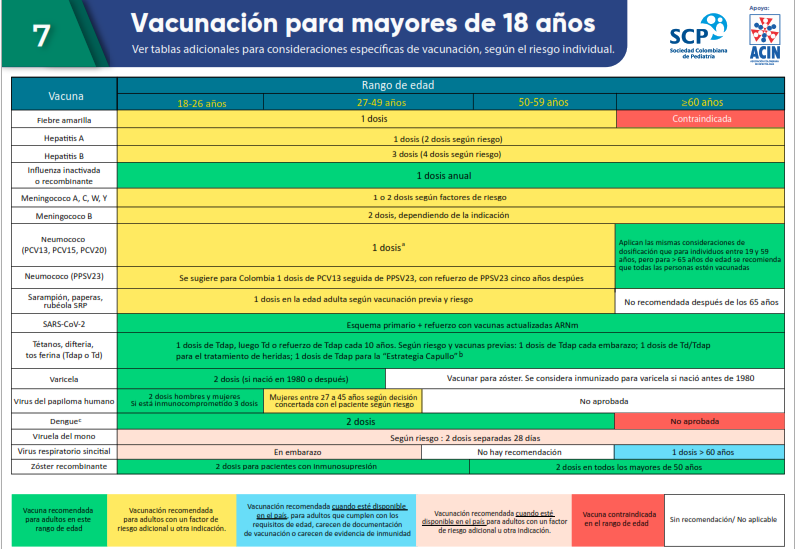 7
Vacunación para mayores de 18 años
Ver tablas adicionales para consideraciones específicas de vacunación, según el riesgo individual.
SCP
Sociedad Colombiana
de Pediatría
Apoyo:
ACIN
Vacuna
Rango de edad
18-26 años
27-49 años
50-59 años
≥60 años
Fiebre amarilla
1 dosis
Contraindicada
Hepatitis A
1 dosis (2 dosis según riesgo)
Hepatitis B
3 dosis (4 dosis según riesgo)
Influenza inactivada
o recombinante
1 dosis anual
Meningococo A, C, W, Y
1 o 2 dosis según factores de riesgo
Meningococo B
2 dosis, dependiendo de la indicación
Neumococo
(PCV13, PCV15, PCV20)
1 dosis a
Aplican las mismas consideraciones de
dosificación que para individuos entre 19 y 59
años, pero para > 65 años de edad se recomienda
que todas las personas estén vacunadas
Neumococo (PPSV23)
Se sugiere para Colombia 1 dosis de PCV13 seguida de PPSV23, con refuerzo de PPSV23 cinco años despúes
Sarampión, paperas,
rubéola SRP
1 dosis en la edad adulta según vacunación previa y riesgo
No recomendada después de los 65 años
SARS-CoV-2
Esquema primario + refuerzo con vacunas actualizadas ARNm
Tétanos, difteria,
tos ferina (Tdap o Td)
1 dosis de Tdap, luego Td o refuerzo de Tdap cada 10 años. Según riesgo y vacunas previas: 1 dosis de Tdap cada embarazo; 1 dosis de Td/Tdap
para el tratamiento de heridas; 1 dosis de Tdap para la "Estrategia Capullo" b
Varicela
2 dosis (si nació en 1980 o después)
Vacunar para zóster. Se considera inmunizado para varicela si nació antes de 1980
Virus del papiloma humano
2 dosis hombres y mujeres
Si está inmunocomprometido 3 dosis
Mujeres entre 27 a 45 años según decisión
concertada con el paciente según riesgo
No aprobada
Dengue c
2 dosis
No aprobada
Viruela del mono
Según riesgo : 2 dosis separadas 28 días
Virus respiratorio sincitial
En embarazo
No hay recomendación
1 dosis > 60 años
Zóster recombinante
2 dosis para pacientes con inmunosupresión
2 dosis en todos los mayores de 50 años
Vacuna recomendada
para adultos en este
rango de edad
Vacunación recomendada
para adultos con un factor de
riesgo adicional u otra indicación.
Vacunación recomendada cuando esté disponible
en el país, para adultos que cumplen con los
requisitos de edad, carecen de documentación
de vacunación o carecen de evidencia de inmunidad
Vacunación recomendada cuando esté
disponible en el país para adultos con un factor
de riesgo adicional u otra indicación.
Vacuna contraindicada
en el rango de edad
Sin recomendación/ No aplicable